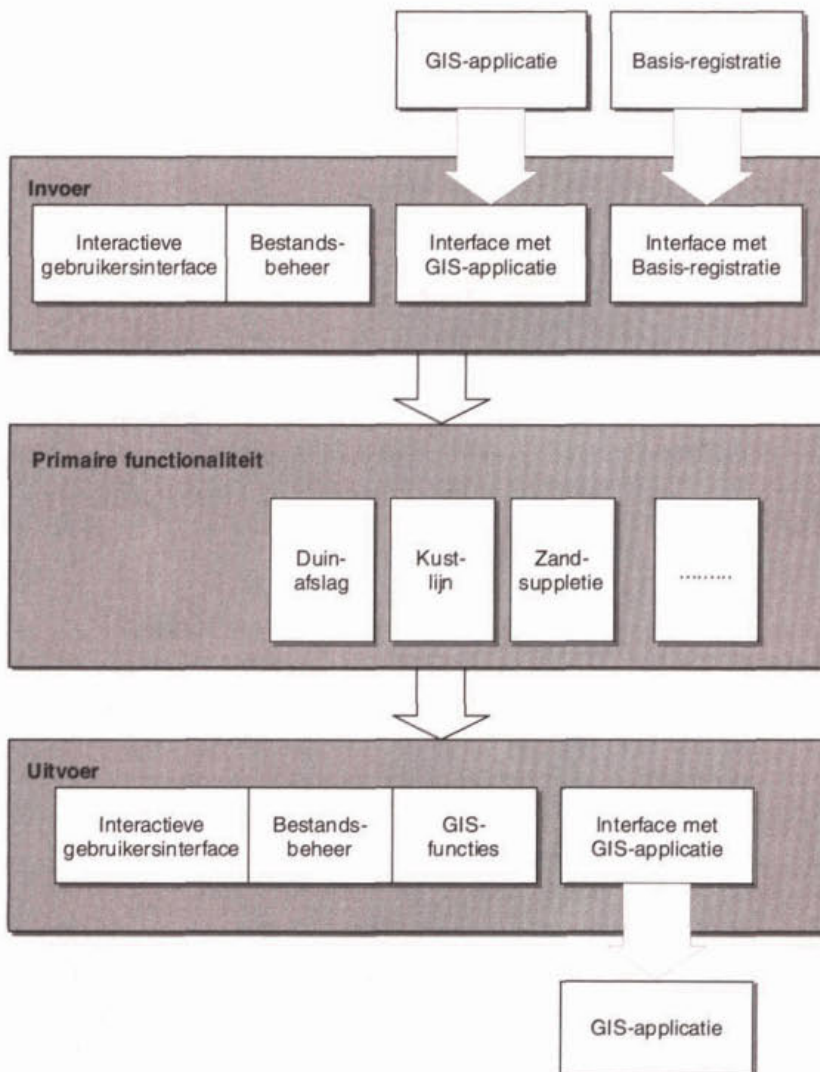 GIS-applicatie
Basis-registratie
Invoer
Interactieve
gebruikersinterface
Bestands-
beheer
Interface met
GIS-applicatie
Interface met
Basis-registratie
Primaire functionaliteit
Duin-
afslag
Kust-
lijn
Zand-
suppletie
.........
Uitvoer
Interactieve
gebruikersinterface
Bestands-
beheer
GIS-
functies
Interface met
GIS-applicatie
GIS-applicatie